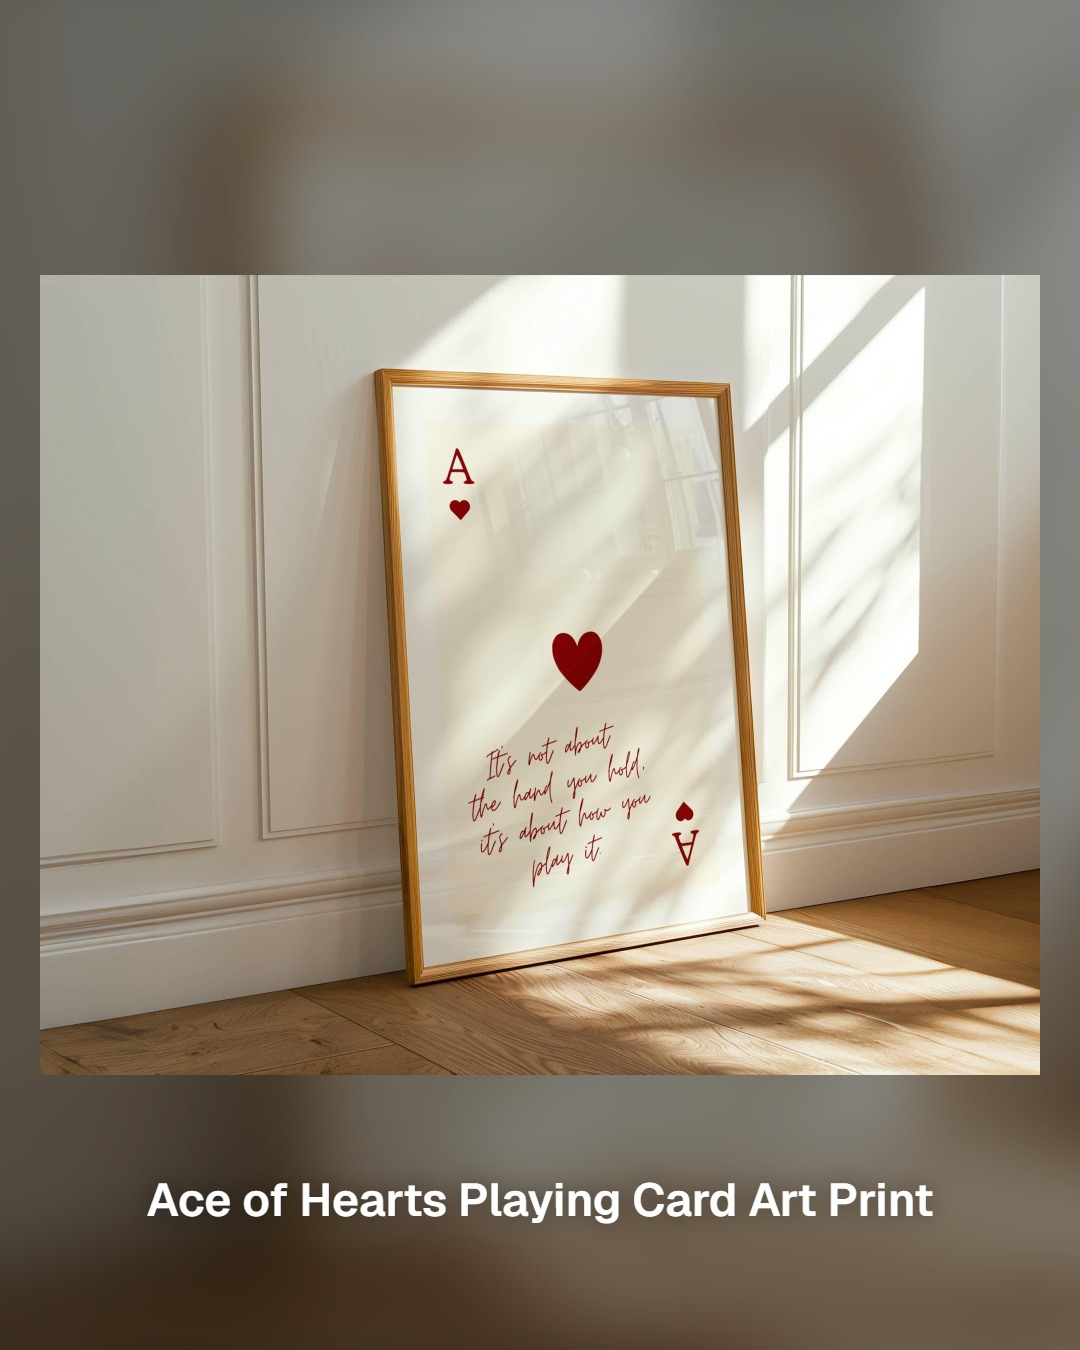 A
It's not about
the hand you hold,
it's about how you
play it.
A
Ace of Hearts Playing Card Art Print